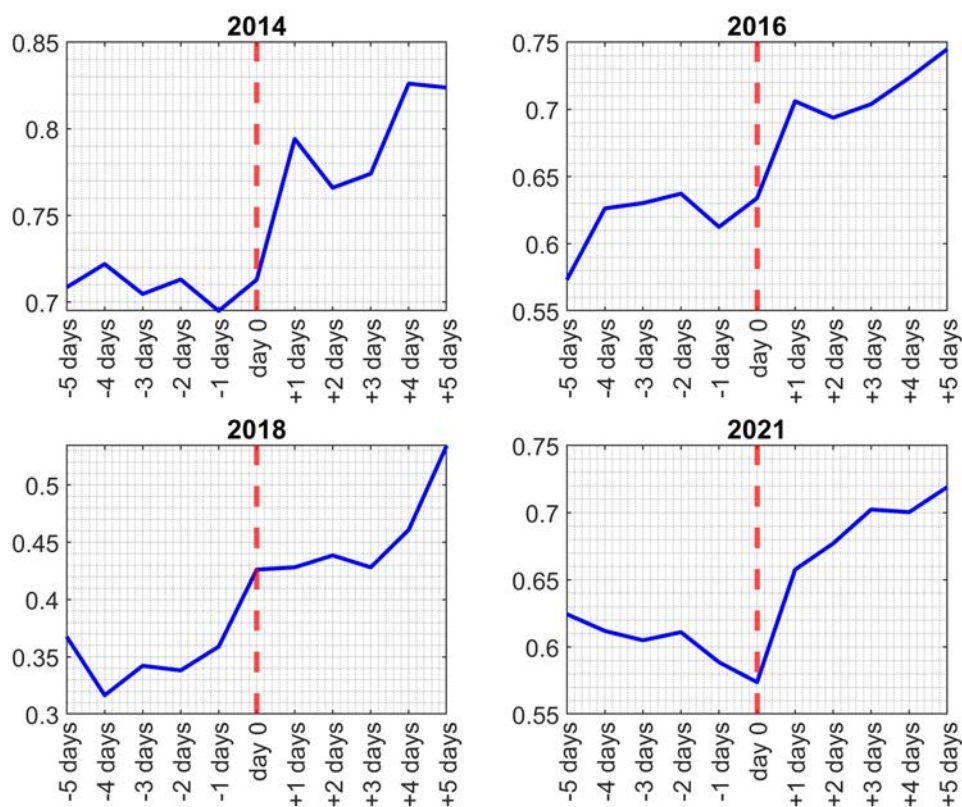 2014
0.85
0.8
0.75
0.7
-5 days
-4 days
-3 days
-2 days
-1 days
day 0
+1 days
+2 days
+3 days
+4 days
+5 days
2016
0.75
0.7
0.65
0.6
0.55
-5 days
-4 days
-3 days
-2 days
-1 days
day 0
+1 days
+2 days
+3 days
+4 days
+5 days
2018
0.5
0.45
0.4
0.35
0.3
-5 days
-4 days
-3 days
-2 days
-1 days
day 0
+1 days
+2 days
+3 days
+4 days
+5 days
2021
0.75
0.7
0.65
0.6
0.55
-5 days
-4 days
-3 days
-2 days
-1 days
day 0
+1 days
+2 days
+3 days
+4 days
+5 days